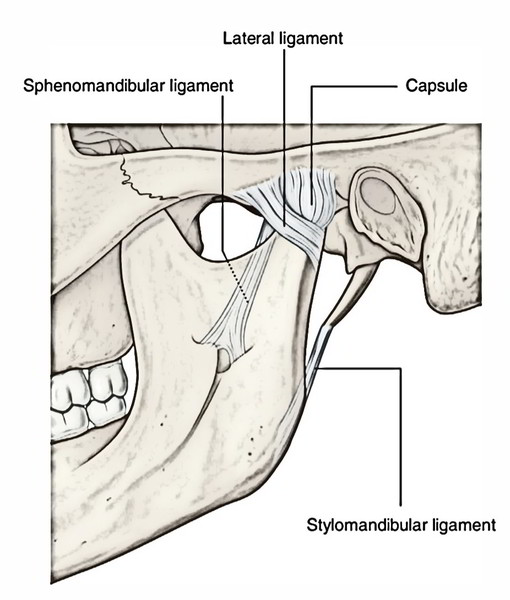 Lateral ligament
Sphenomandibular ligament
Capsule
Stylomandibular ligament